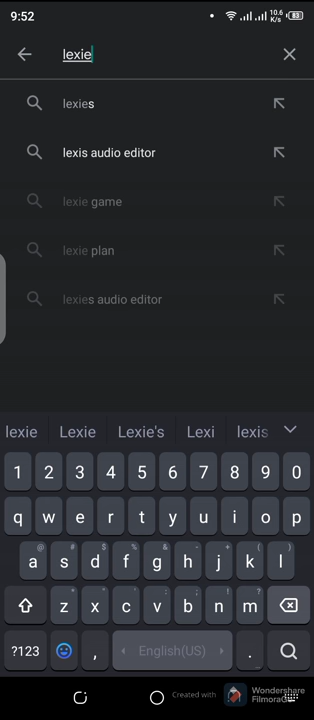 9:52
10.6
K/s
83
lexie
lexies
lexis audio editor
lexie game
lexie plan
lexies audio editor
lexie Lexie Lexie's Lexi lexis
1 2 3 4 5 6 7 8 9 0
q w e r t y u i o p
@ # $ % & - + ( )
a s d f g h j k l
* " ' : ; ! ?
z x c v b n m
?123 , English(US) .
Created with Wondershare
Filmora